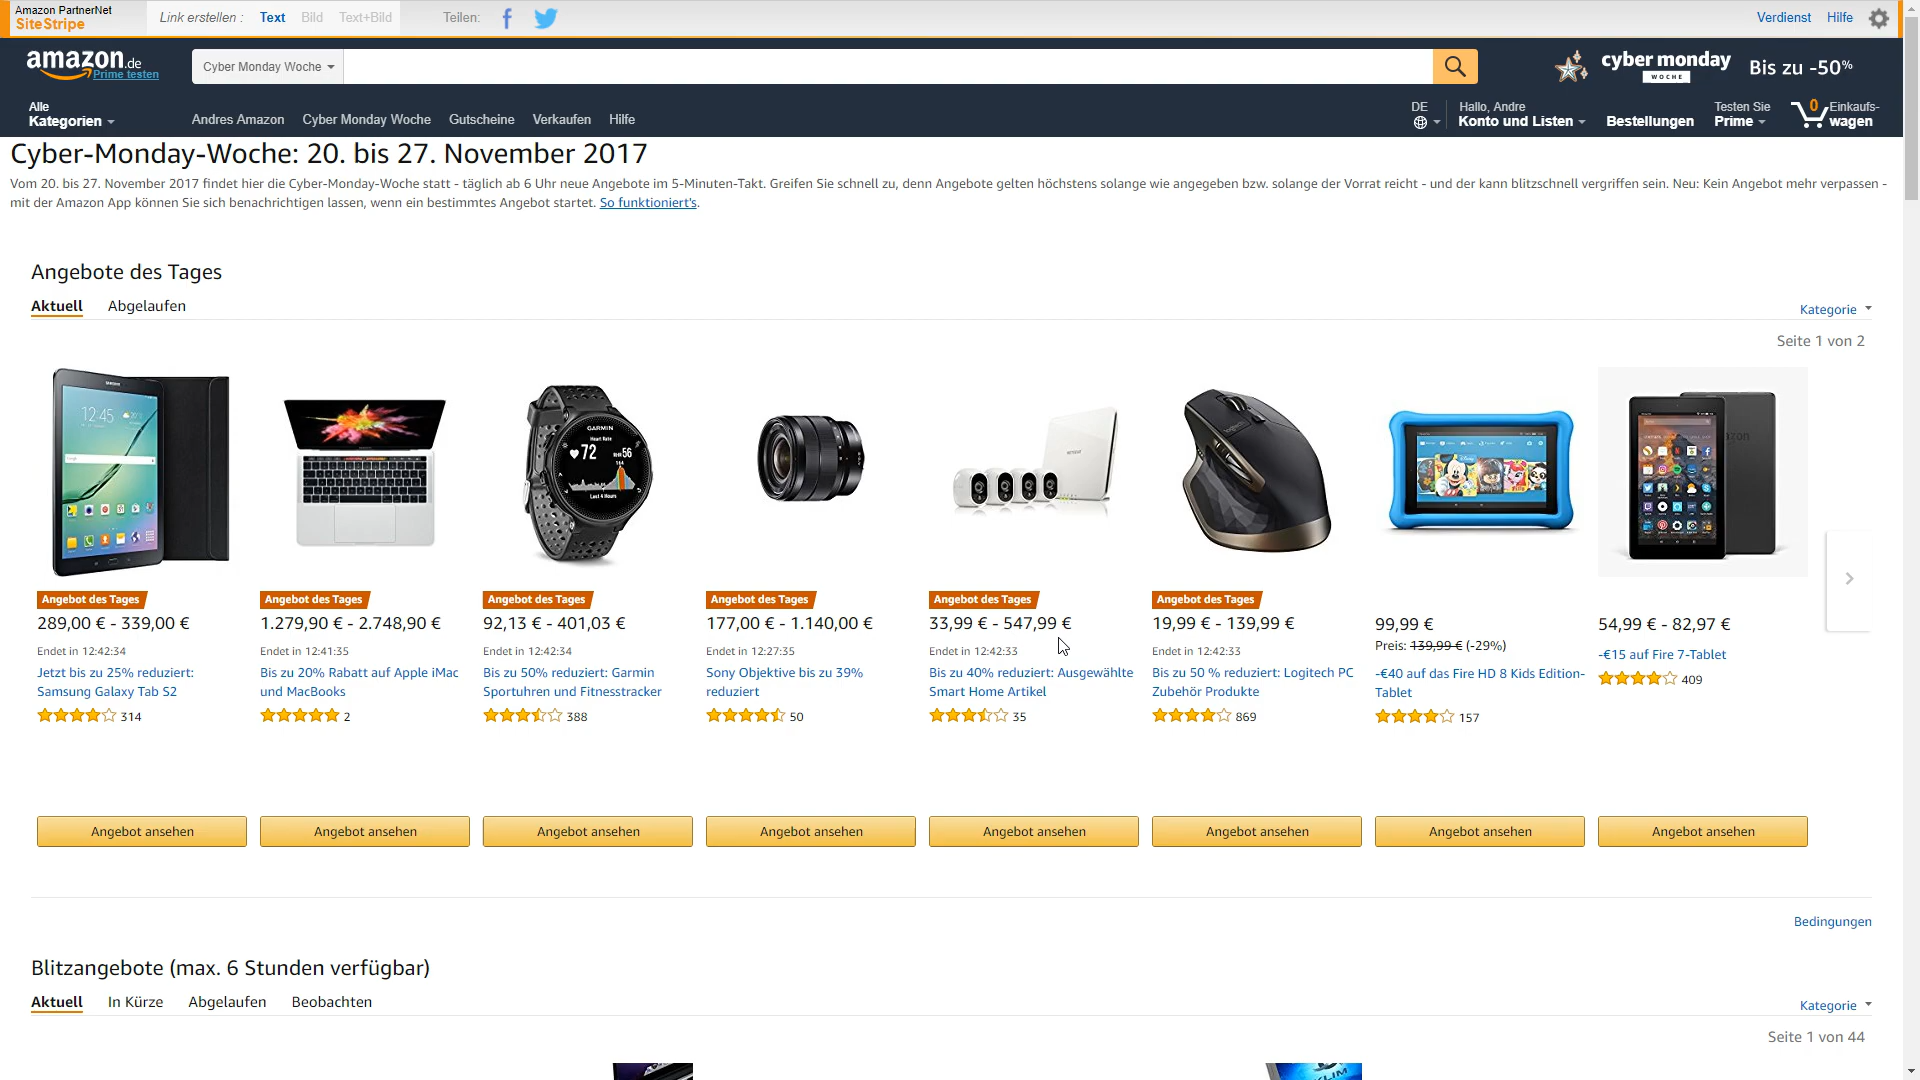 Amazon PartnerNet
SiteStripe
Link erstellen : Text Bild Text+Bild
Teilen:
Verdienst Hilfe
amazon.de
Prime testen
Cyber Monday Woche
cyber monday
WOCHE
Bis zu -50%
Alle
Kategorien
Andres Amazon Cyber Monday Woche Gutscheine Verkaufen Hilfe
DE
Hallo, Andre
Konto und Listen
Bestellungen
Testen Sie
Prime
0
Einkaufs-
wagen
Cyber-Monday-Woche: 20. bis 27. November 2017
Vom 20. bis 27. November 2017 findet hier die Cyber-Monday-Woche statt - täglich ab 6 Uhr neue Angebote im 5-Minuten-Takt. Greifen Sie schnell zu, denn Angebote gelten höchstens solange wie angegeben bzw. solange der Vorrat reicht - und der kann blitzschnell vergriffen sein. Neu: Kein Angebot mehr verpassen -
mit der Amazon App können Sie sich benachrichtigen lassen, wenn ein bestimmtes Angebot startet. So funktioniert's.
Angebote des Tages
Aktuell Abgelaufen
Kategorie
Seite 1 von 2
SAMSUNG
12:45
GARMIN
Heart Rate
72
56
Last 4 Hours
NETGEAR
logitech
Disney
Angebot des Tages
289,00 € - 339,00 €
Endet in 12:42:34
Jetzt bis zu 25% reduziert:
Samsung Galaxy Tab S2
314
Angebot ansehen
Angebot des Tages
1.279,90 € - 2.748,90 €
Endet in 12:41:35
Bis zu 20% Rabatt auf Apple iMac
und MacBooks
2
Angebot ansehen
Angebot des Tages
92,13 € - 401,03 €
Endet in 12:42:34
Bis zu 50% reduziert: Garmin
Sportuhren und Fitnesstracker
388
Angebot ansehen
Angebot des Tages
177,00 € - 1.140,00 €
Endet in 12:27:35
Sony Objektive bis zu 39%
reduziert
50
Angebot ansehen
Angebot des Tages
33,99 € - 547,99 €
Endet in 12:42:33
Bis zu 40% reduziert: Ausgewählte
Smart Home Artikel
35
Angebot ansehen
Angebot des Tages
19,99 € - 139,99 €
Endet in 12:42:33
Bis zu 50 % reduziert: Logitech PC
Zubehör Produkte
869
Angebot ansehen
99,99 €
Preis: 139,99 € (-29%)
-€40 auf das Fire HD 8 Kids Edition-
Tablet
157
Angebot ansehen
54,99 € - 82,97 €
-€15 auf Fire 7-Tablet
409
Angebot ansehen
Bedingungen
Blitzangebote (max. 6 Stunden verfügbar)
Aktuell In Kürze Abgelaufen Beobachten
Kategorie
Seite 1 von 44